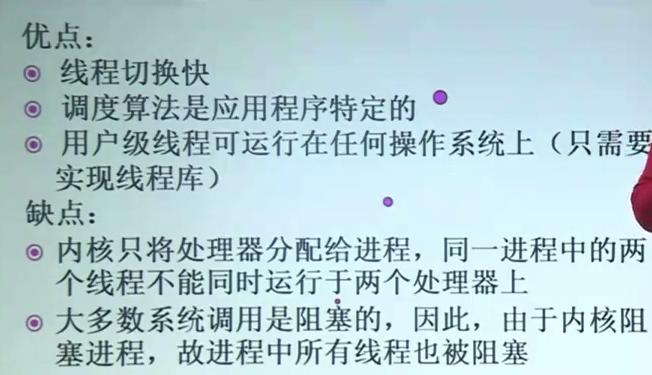 优点：
线程切换快
调度算法是应用程序特定的
用户级线程可运行在任何操作系统上（只需要
实现线程库）
缺点：
内核只将处理器分配给进程，同一进程中的两
个线程不能同时运行于两个处理器上
大多数系统调用是阻塞的，因此，由于内核阻
塞进程，故进程中所有线程也被阻塞